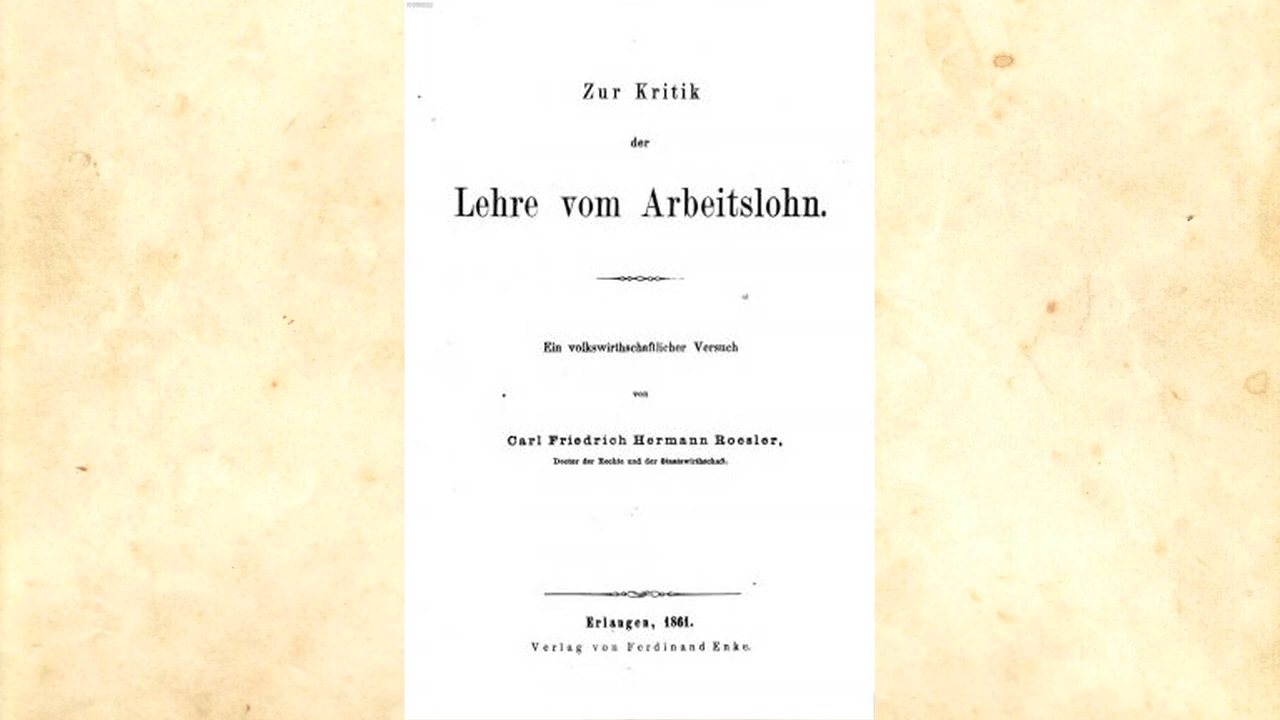 Zur Kritik
der
Lehre vom Arbeitslohn.
Ein volkswirthschaftlicher Versuch
von
Carl Friedrich Hermann Roesler,
Doctor der Rechte und der Staatswirthschaft.
Erlangen, 1861.
Verlag von Ferdinand Enke.